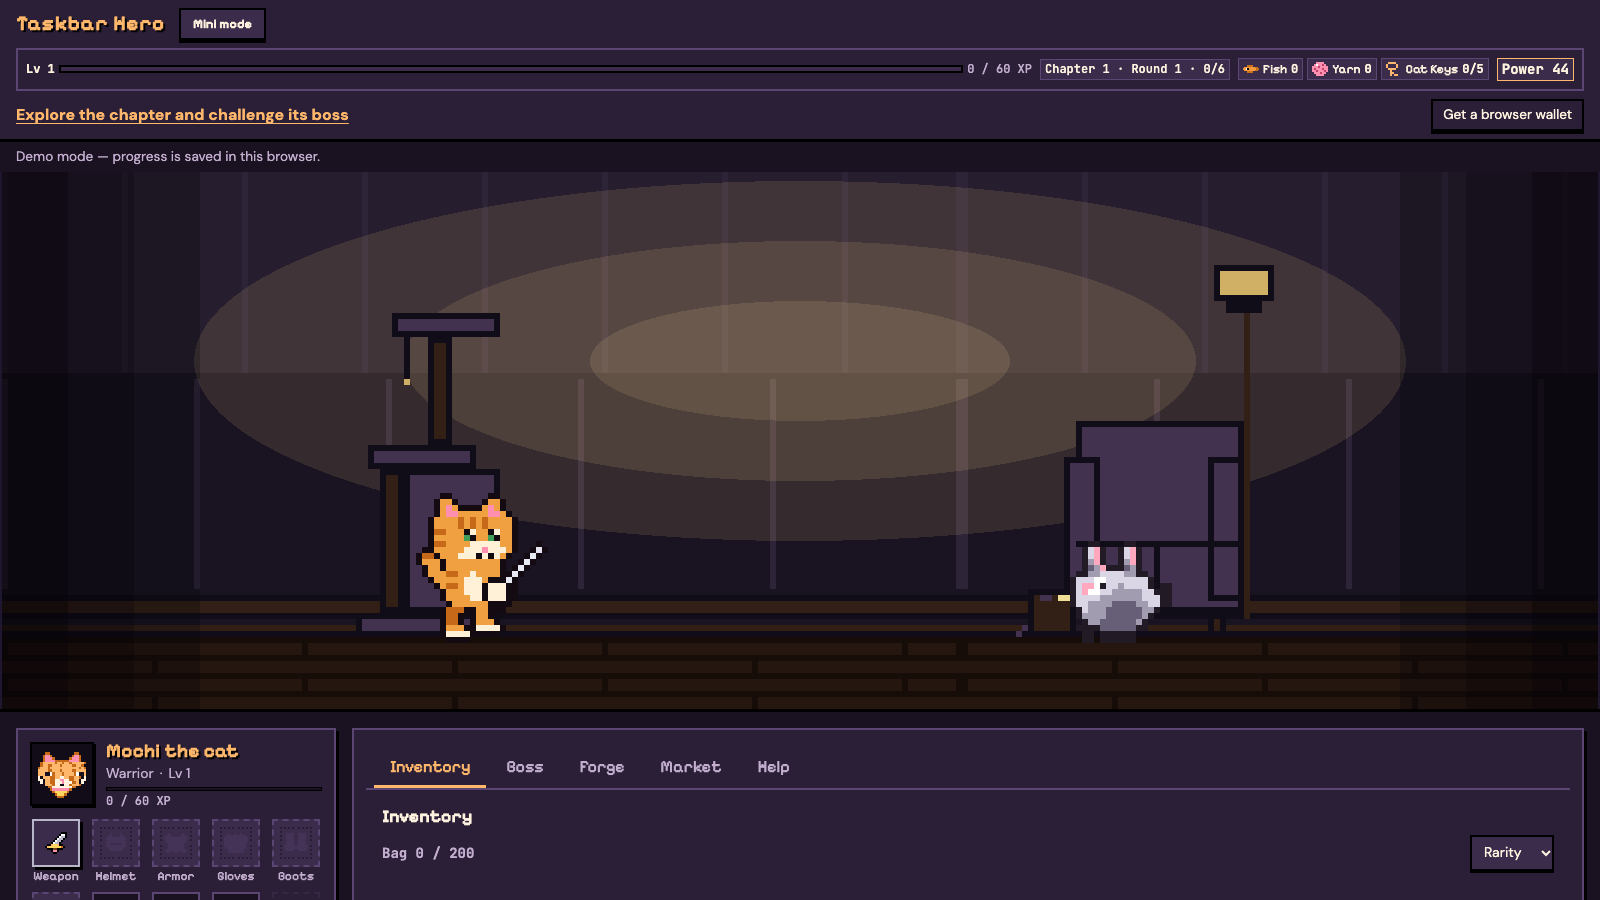 Taskbar Hero Mini mode
Lv 1 0 / 60 XP Chapter 1 · Round 1 · 0/6 Fish 0 Yarn 0 Cat Keys 0/5 Power 44
Explore the chapter and challenge its boss Get a browser wallet
Demo mode — progress is saved in this browser.
Mochi the cat
Warrior · Lv 1
0 / 60 XP
Weapon Helmet Armor Gloves Boots
Inventory Boss Forge Market Help
Inventory
Bag 0 / 200 Rarity